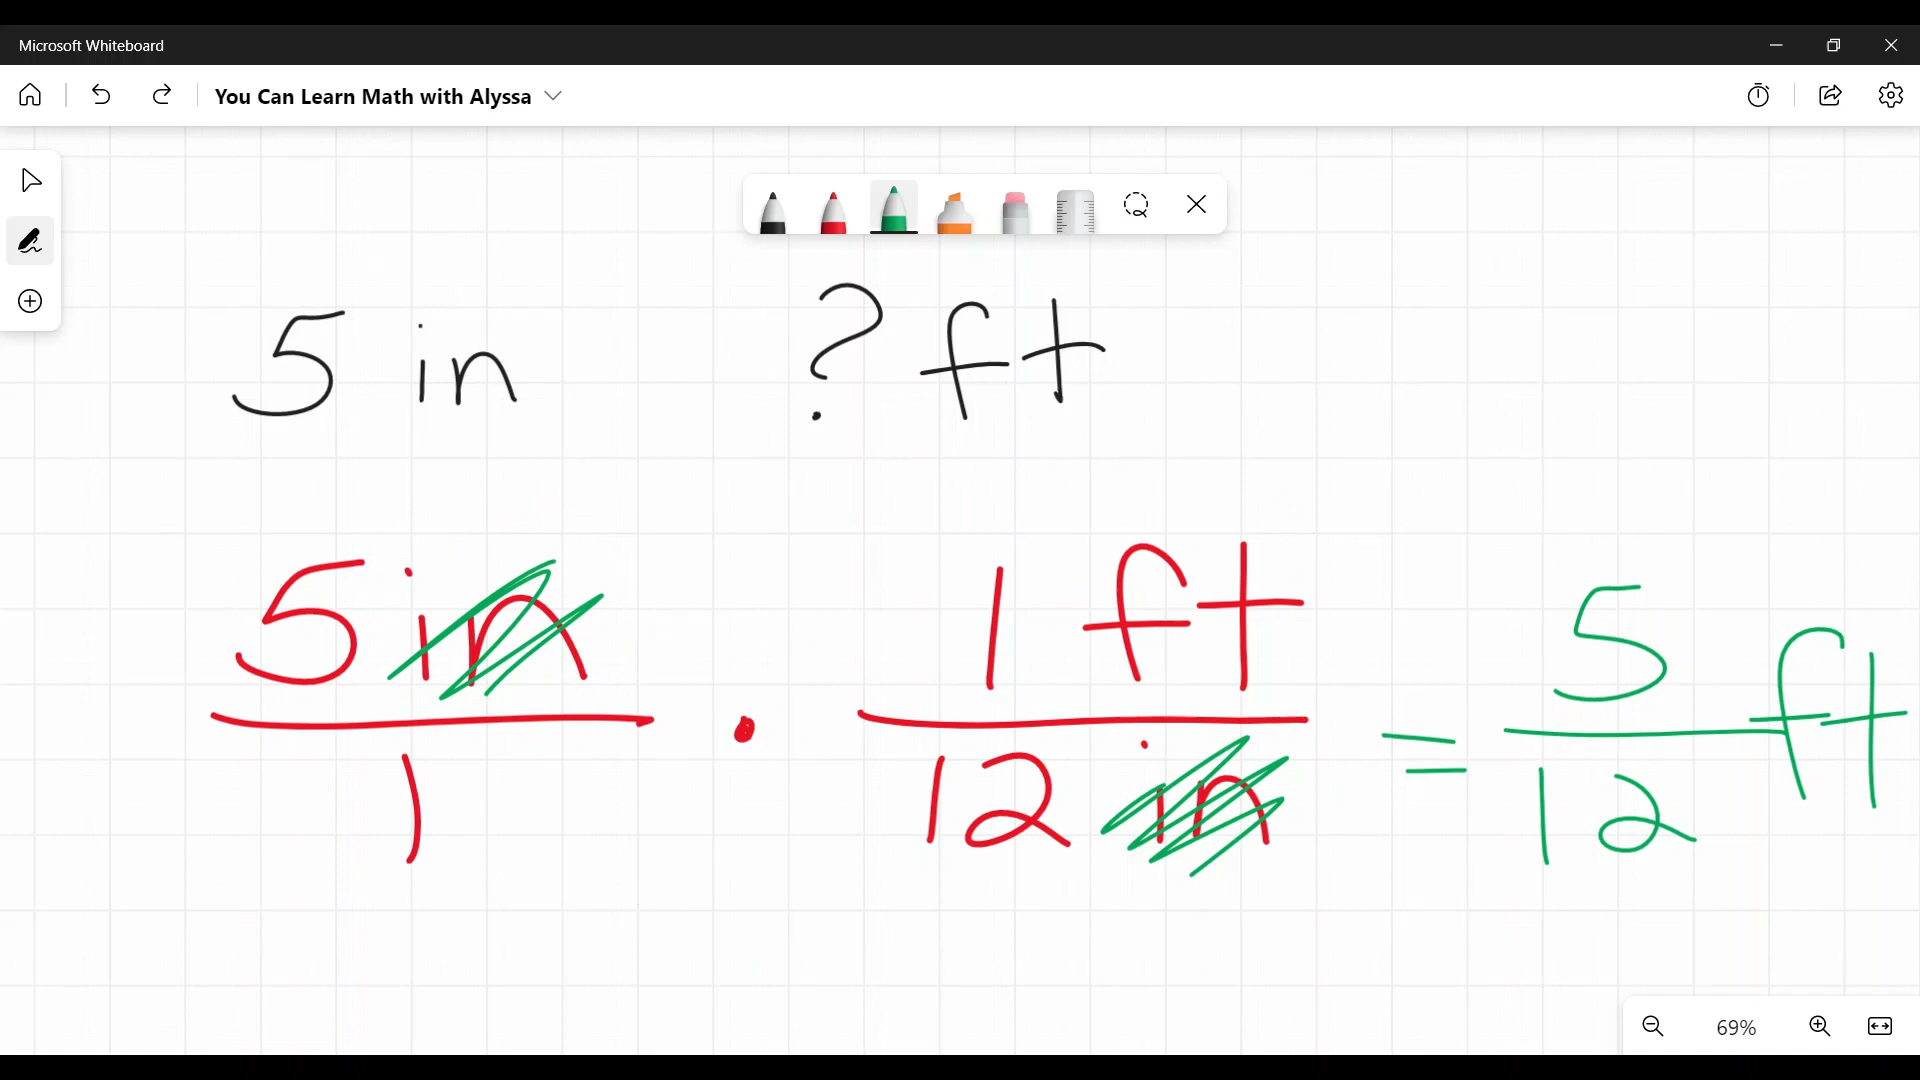 Microsoft Whiteboard
You Can Learn Math with Alyssa
5 in ? ft
5 in 1 ft
1 . 12 in = 5 ft
12
69%